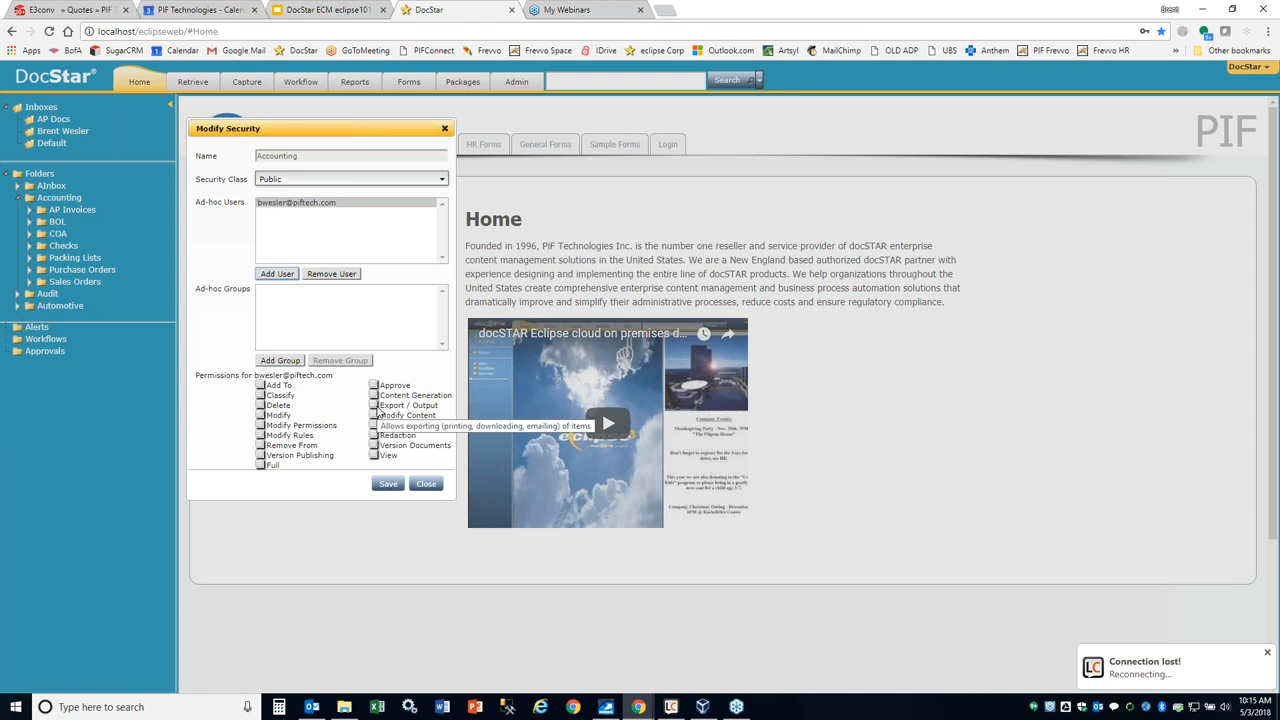 E3conv » Quotes » PIF T
PIF Technologies - Calen
DocStar ECM eclipse101
DocStar
My Webinars
Brent
localhost/eclipseweb/#Home
Apps
BofA
SugarCRM
Calendar
Google Mail
DocStar
GoToMeeting
PIFConnect
Frevvo
Frevvo Space
IDrive
eclipse Corp
Outlook.com
Artsyl
MailChimp
OLD ADP
UBS
Anthem
PIF Frevvo
Frevvo HR
»
Other bookmarks
DocStar®
Home
Retrieve
Capture
Workflow
Reports
Forms
Packages
Admin
Search
DocStar
Inboxes
AP Docs
Brent Wesler
Default
Folders
AInbox
Accounting
AP Invoices
BOL
COA
Checks
Packing Lists
Purchase Orders
Sales Orders
Audit
Automotive
Alerts
Workflows
Approvals
HR Forms
General Forms
Sample Forms
Login
PIF
Modify Security
Name
Accounting
Security Class
Public
Ad-hoc Users
bwesler@piftech.com
Add User
Remove User
Ad-hoc Groups
Add Group
Remove Group
Permissions for bwesler@piftech.com
Add To
Approve
Classify
Content Generation
Delete
Export / Output
Modify
Modify Content
Modify Permissions
Allows exporting (printing, downloading, emailing) of items
Modify Rules
Redaction
Remove From
Version Documents
Version Publishing
View
Full
Save
Close
Home
Founded in 1996, PiF Technologies Inc. is the number one reseller and service provider of docSTAR enterprise
content management solutions in the United States. We are a New England based authorized docSTAR partner with
experience designing and implementing the entire line of docSTAR products. We help organizations throughout the
United States create comprehensive enterprise content management and business process automation solutions that
dramatically improve and simplify their administrative processes, reduce costs and ensure regulatory compliance.
docSTAR Eclipse cloud on premises d...
Company Events:
Thanksgiving Party - Nov. 20th, 7PM
"The Pilgrim House"
Connection lost!
Reconnecting...
Type here to search
10:15 AM
5/3/2018